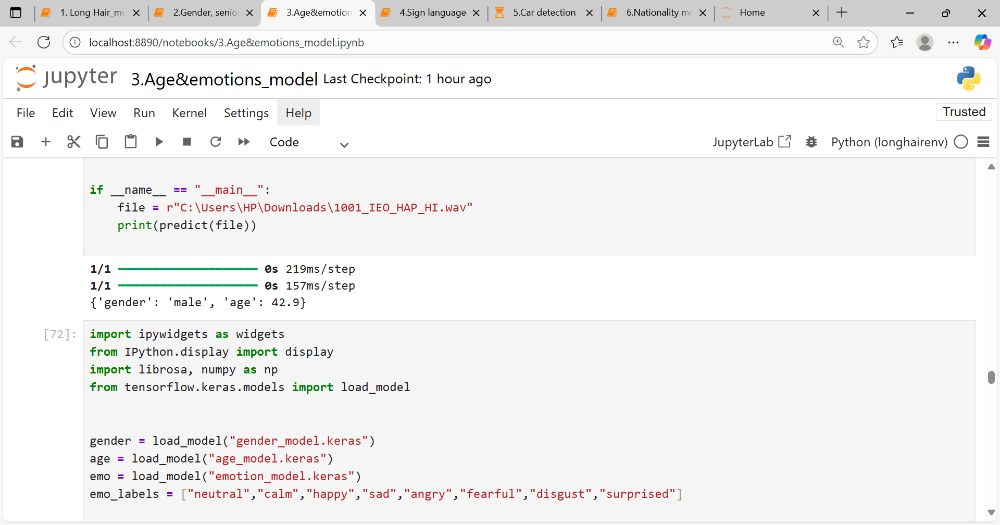 1. Long Hair_mo
2.Gender, senio
3.Age&emotion
4.Sign language
5.Car detection
6.Nationality mo
Home
localhost:8890/notebooks/3.Age&emotions_model.ipynb
jupyter 3.Age&emotions_model Last Checkpoint: 1 hour ago
File Edit View Run Kernel Settings Help Trusted
Code JupyterLab Python (longhairenv)
if __name__ == "__main__":
    file = r"C:\Users\HP\Downloads\1001_IEO_HAP_HI.wav"
    print(predict(file))
1/1 ━━━━━━━━━━━━━━━━━━━━ 0s 219ms/step
1/1 ━━━━━━━━━━━━━━━━━━━━ 0s 157ms/step
{'gender': 'male', 'age': 42.9}
[72]: import ipywidgets as widgets
from IPython.display import display
import librosa, numpy as np
from tensorflow.keras.models import load_model
gender = load_model("gender_model.keras")
age = load_model("age_model.keras")
emo = load_model("emotion_model.keras")
emo_labels = ["neutral","calm","happy","sad","angry","fearful","disgust","surprised"]